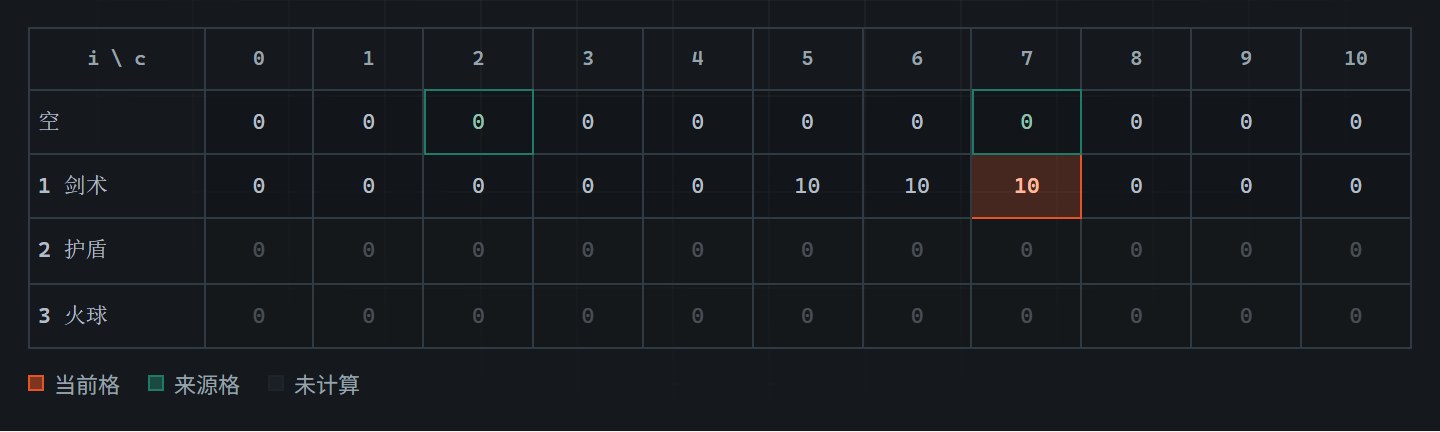 i \ c 0 1 2 3 4 5 6 7 8 9 10
空 0 0 0 0 0 0 0 0 0 0 0
1 剑术 0 0 0 0 0 10 10 10 0 0 0
2 护盾 0 0 0 0 0 0 0 0 0 0 0
3 火球 0 0 0 0 0 0 0 0 0 0 0
当前格 来源格 未计算